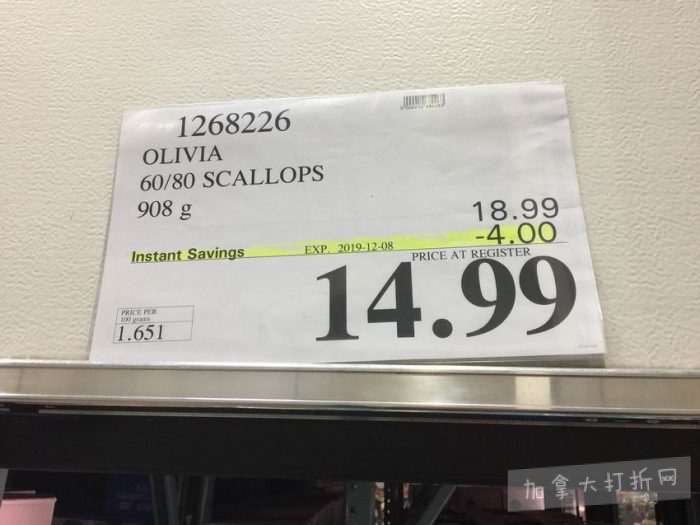 1268226
OLIVIA
60/80 SCALLOPS
908 g
18.99
-4.00
Instant Savings EXP. 2019-12-08
PRICE AT REGISTER
14.99
PRICE PER
100 grams
1.651
加拿大打折网